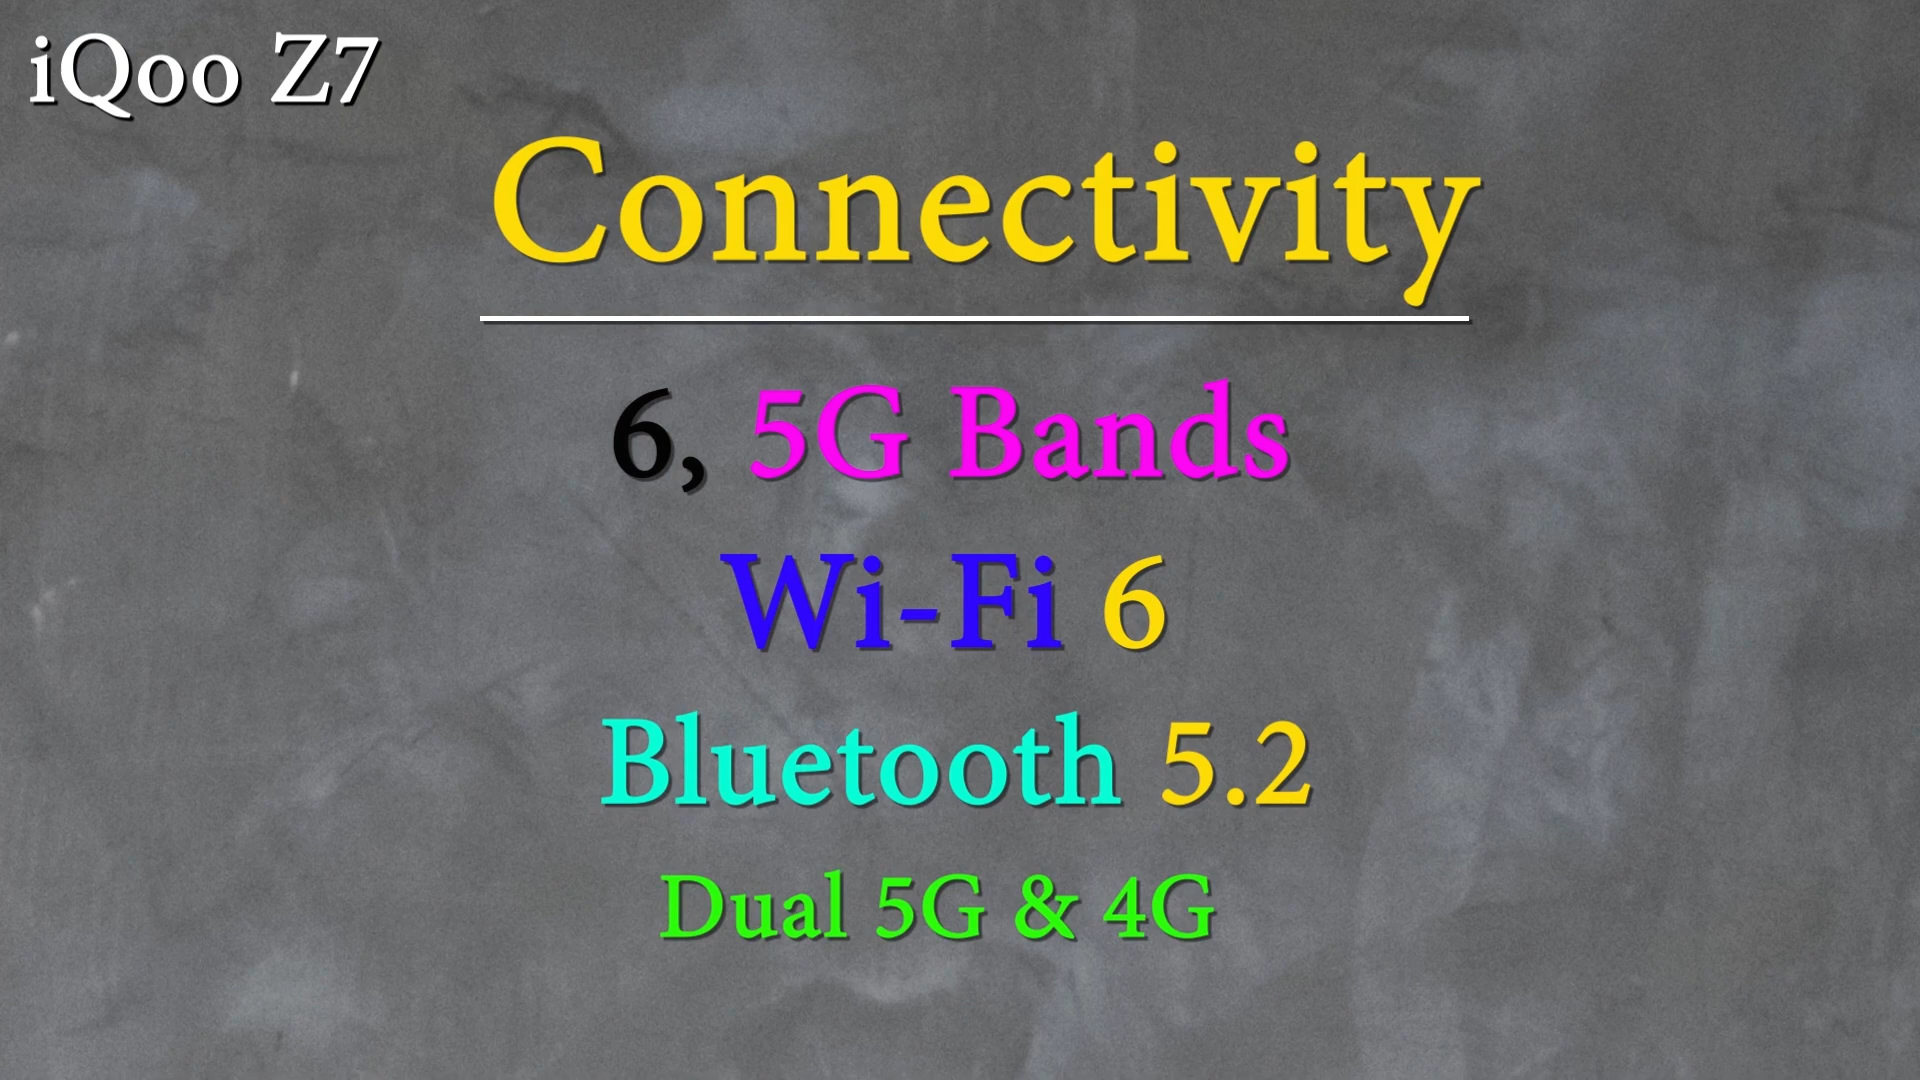 iQoo Z7
Connectivity
6, 5G Bands
Wi-Fi 6
Bluetooth 5.2
Dual 5G & 4G